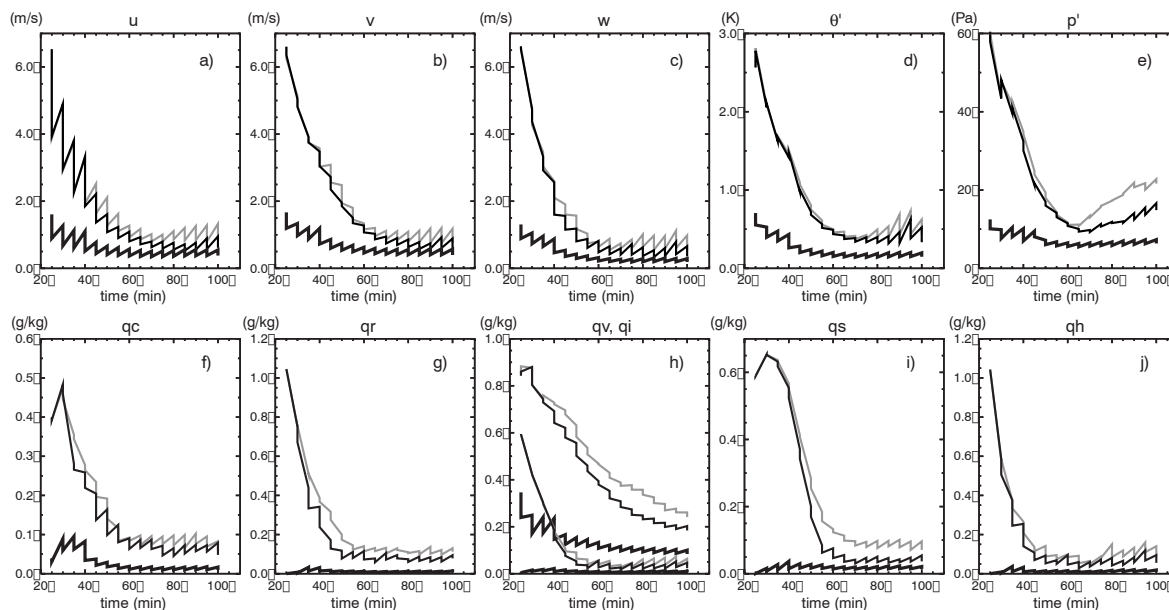 (m/s) u
a)
6.0▯
4.0▯
2.0▯
0.0▯
20▯ 40▯ 60▯ 80▯ 100▯
time (min)
(m/s) v
b)
6.0▯
4.0▯
2.0▯
0.0▯
20▯ 40▯ 60▯ 80▯ 100▯
time (min)
(m/s) w
c)
6.0▯
4.0▯
2.0▯
0.0▯
20▯ 40▯ 60▯ 80▯ 100▯
time (min)
(K) θ'
d)
3.0▯
2.0▯
1.0▯
0.0▯
20▯ 40▯ 60▯ 80▯ 100▯
time (min)
(Pa) p'
e)
60▯
40▯
20▯
0▯
20▯ 40▯ 60▯ 80▯ 100▯
time (min)
(g/kg) qc
f)
0.6▯
0.5▯
0.4▯
0.3▯
0.2▯
0.1▯
0.0▯
20▯ 40▯ 60▯ 80▯ 100▯
time (min)
(g/kg) qr
g)
1.2▯
1.0▯
0.8▯
0.6▯
0.4▯
0.2▯
0.0▯
20▯ 40▯ 60▯ 80▯ 100▯
time (min)
(g/kg) qv, qi
h)
1.0▯
0.8▯
0.6▯
0.4▯
0.2▯
0.0▯
20▯ 40▯ 60▯ 80▯ 100▯
time (min)
(g/kg) qs
i)
0.6▯
0.4▯
0.2▯
0.0▯
20▯ 40▯ 60▯ 80▯ 100▯
time (min)
(g/kg) qh
j)
1.2▯
1.0▯
0.8▯
0.6▯
0.4▯
0.2▯
0.0▯
20▯ 40▯ 60▯ 80▯ 100▯
time (min)